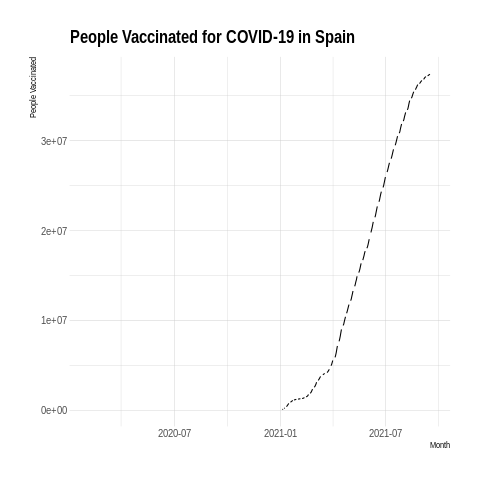 People Vaccinated for COVID-19 in Spain
People Vaccinated
3e+07
2e+07
1e+07
0e+00
2020-07
2021-01
2021-07
Month